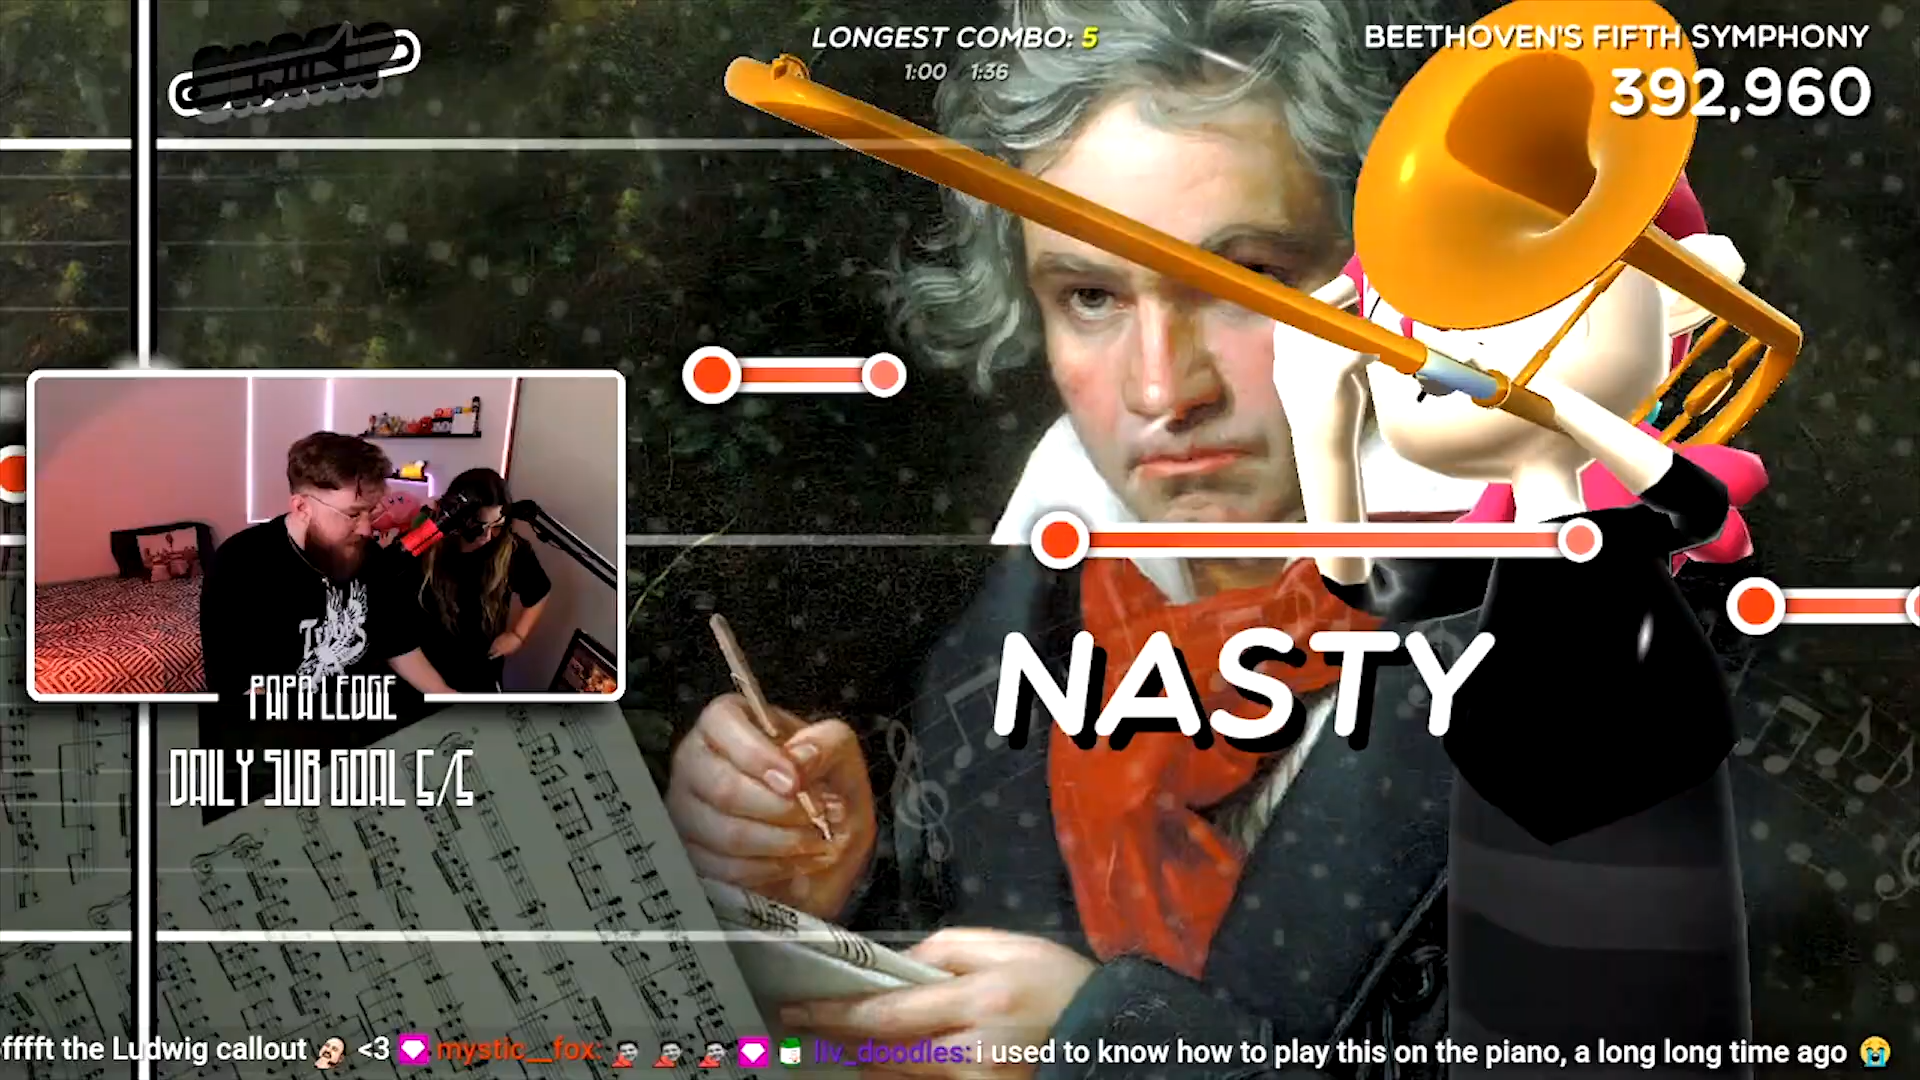 LONGEST COMBO: 5
1:00 1:36
BEETHOVEN'S FIFTH SYMPHONY
392,960
NASTY
PAPA LEDGE
DAILY SUB GOAL 5/5
fffft the Ludwig callout <3 mystic__fox: liv_doodles: i used to know how to play this on the piano, a long long time ago